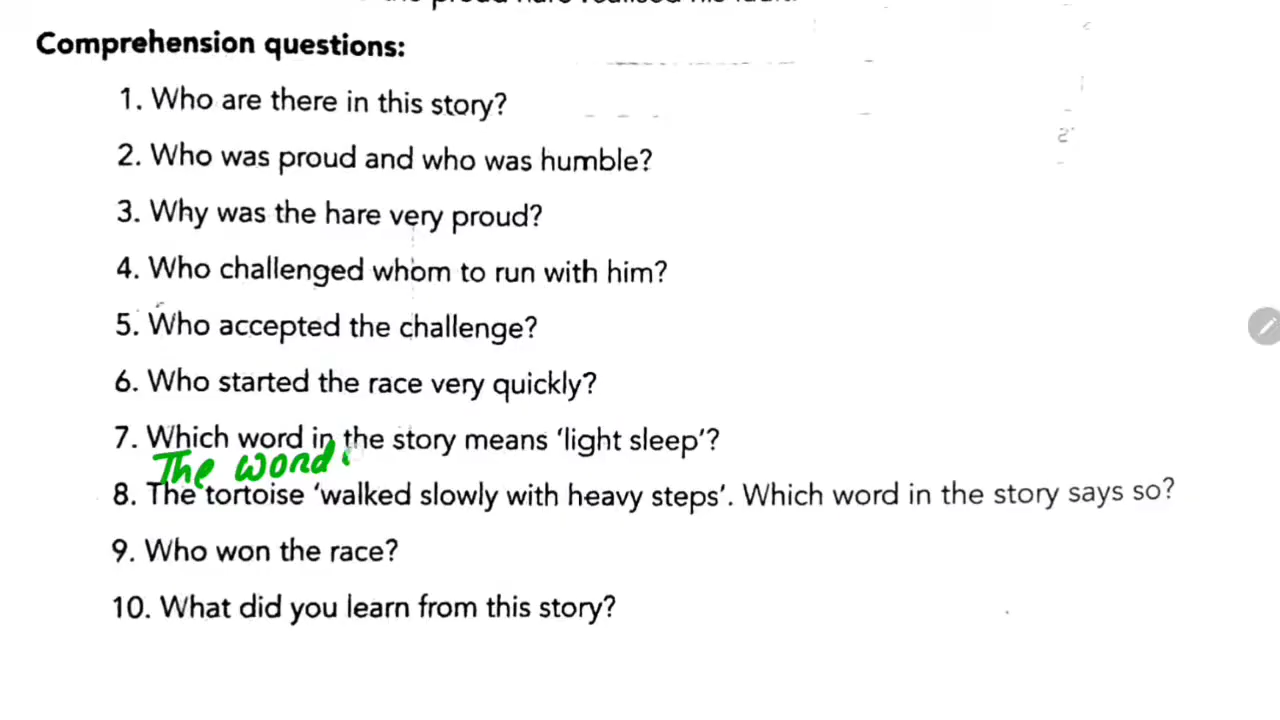 Comprehension questions:
1. Who are there in this story?
2. Who was proud and who was humble?
3. Why was the hare very proud?
4. Who challenged whom to run with him?
5. Who accepted the challenge?
6. Who started the race very quickly?
7. Which word in the story means 'light sleep'?
The word
8. The tortoise 'walked slowly with heavy steps'. Which word in the story says so?
9. Who won the race?
10. What did you learn from this story?